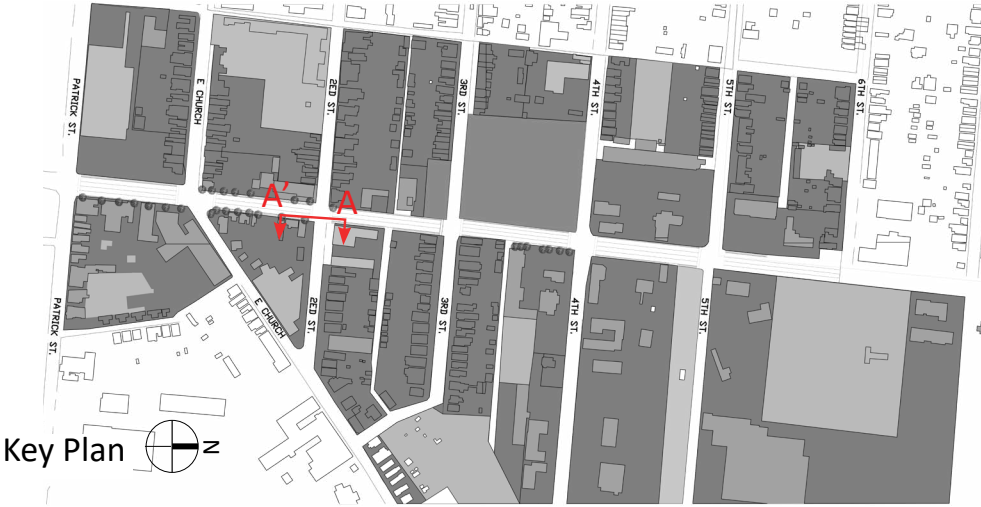 PATRICK ST.
E CHURCH
2ED ST.
3RD ST.
4TH ST.
5TH ST.
6TH ST.
A'
A
PATRICK ST.
E CHURCH
2ED ST.
3RD ST.
4TH ST.
5TH ST.
Key Plan
N